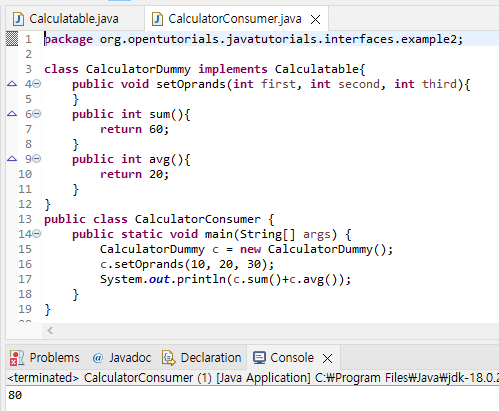 Calculatable.java CalculatorConsumer.java
1 package org.opentutorials.javatutorials.interfaces.example2;
2
3 class CalculatorDummy implements Calculatable{
4 public void setOprands(int first, int second, int third){
5 }
6 public int sum(){
7 return 60;
8 }
9 public int avg(){
10 return 20;
11 }
12 }
13 public class CalculatorConsumer {
14 public static void main(String[] args) {
15 CalculatorDummy c = new CalculatorDummy();
16 c.setOprands(10, 20, 30);
17 System.out.println(c.sum()+c.avg());
18 }
19 }
Problems Javadoc Declaration Console
<terminated> CalculatorConsumer (1) [Java Application] C:₩Program Files₩Java₩jdk-18.0.2
80